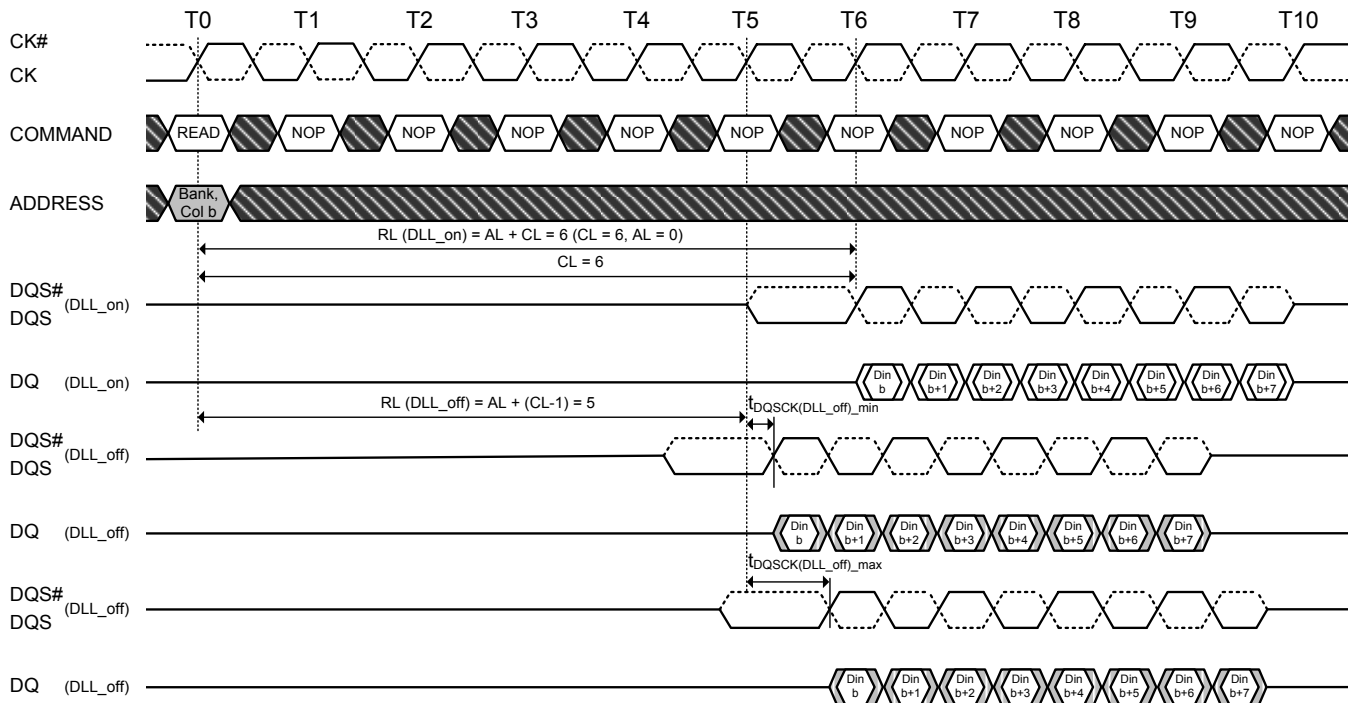 T0 T1 T2 T3 T4 T5 T6 T7 T8 T9 T10
CK#
CK
COMMAND READ NOP NOP NOP NOP NOP NOP NOP NOP NOP NOP
ADDRESS Bank,
Col b
RL (DLL_on) = AL + CL = 6 (CL = 6, AL = 0)
CL = 6
DQS# (DLL_on)
DQS
DQ (DLL_on) Din Din Din Din Din Din Din Din
b b+1 b+2 b+3 b+4 b+5 b+6 b+7
RL (DLL_off) = AL + (CL-1) = 5 tDQSCK(DLL_off)_min
DQS# (DLL_off)
DQS
DQ (DLL_off) Din Din Din Din Din Din Din Din
b b+1 b+2 b+3 b+4 b+5 b+6 b+7
tDQSCK(DLL_off)_max
DQS# (DLL_off)
DQS
DQ (DLL_off) Din Din Din Din Din Din Din Din
b b+1 b+2 b+3 b+4 b+5 b+6 b+7